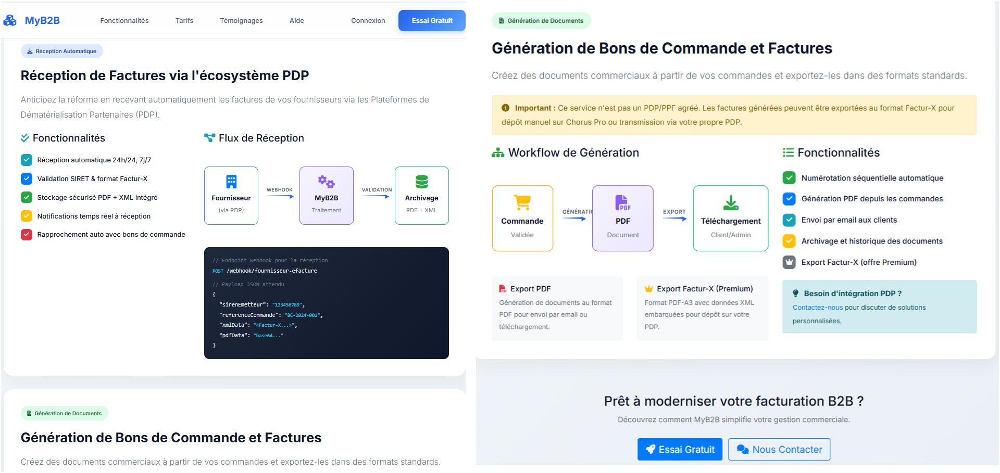 MyB2B
Fonctionnalités
Tarifs
Témoignages
Aide
Connexion
Essai Gratuit
Réception Automatique
Réception de Factures via l'écosystème PDP
Anticipez la réforme en recevant automatiquement les factures de vos fournisseurs via les Plateformes de
Dématérialisation Partenaires (PDP).
Fonctionnalités
Réception automatique 24h/24, 7j/7
Validation SIRET & format Factur-X
Stockage sécurisé PDF + XML intégré
Notifications temps réel à réception
Rapprochement auto avec bons de commande
Flux de Réception
Fournisseur
(via PDP)
WEBHOOK
MyB2B
Traitement
VALIDATION
Archivage
PDF + XML
// Endpoint Webhook pour la réception
POST /webhook/fournisseur-efacture
// Payload JSON attendu
{
"sirenEmetteur": "123456789",
"referenceCommande": "BC-2024-001",
"xmlData": "<Factur-X...>",
"pdfData": "base64..."
}
Génération de Documents
Génération de Bons de Commande et Factures
Créez des documents commerciaux à partir de vos commandes et exportez-les dans des formats standards.
Génération de Documents
Génération de Bons de Commande et Factures
Créez des documents commerciaux à partir de vos commandes et exportez-les dans des formats standards.
Important : Ce service n'est pas un PDP/PPF agréé. Les factures générées peuvent être exportées au format Factur-X pour
dépôt manuel sur Chorus Pro ou transmission via votre propre PDP.
Workflow de Génération
Commande
Validée
GÉNÉRATIO
PDF
PDF
Document
EXPORT
Téléchargement
Client/Admin
Export PDF
Génération de documents au format
PDF pour envoi par email ou
téléchargement.
Export Factur-X (Premium)
Format PDF-A3 avec données XML
embarquées pour dépôt sur votre
PDP.
Fonctionnalités
Numérotation séquentielle automatique
Génération PDF depuis les commandes
Envoi par email aux clients
Archivage et historique des documents
Export Factur-X (offre Premium)
Besoin d'intégration PDP ?
Contactez-nous pour discuter de solutions
personnalisées.
Prêt à moderniser votre facturation B2B ?
Découvrez comment MyB2B simplifie votre gestion commerciale.
Essai Gratuit
Nous Contacter